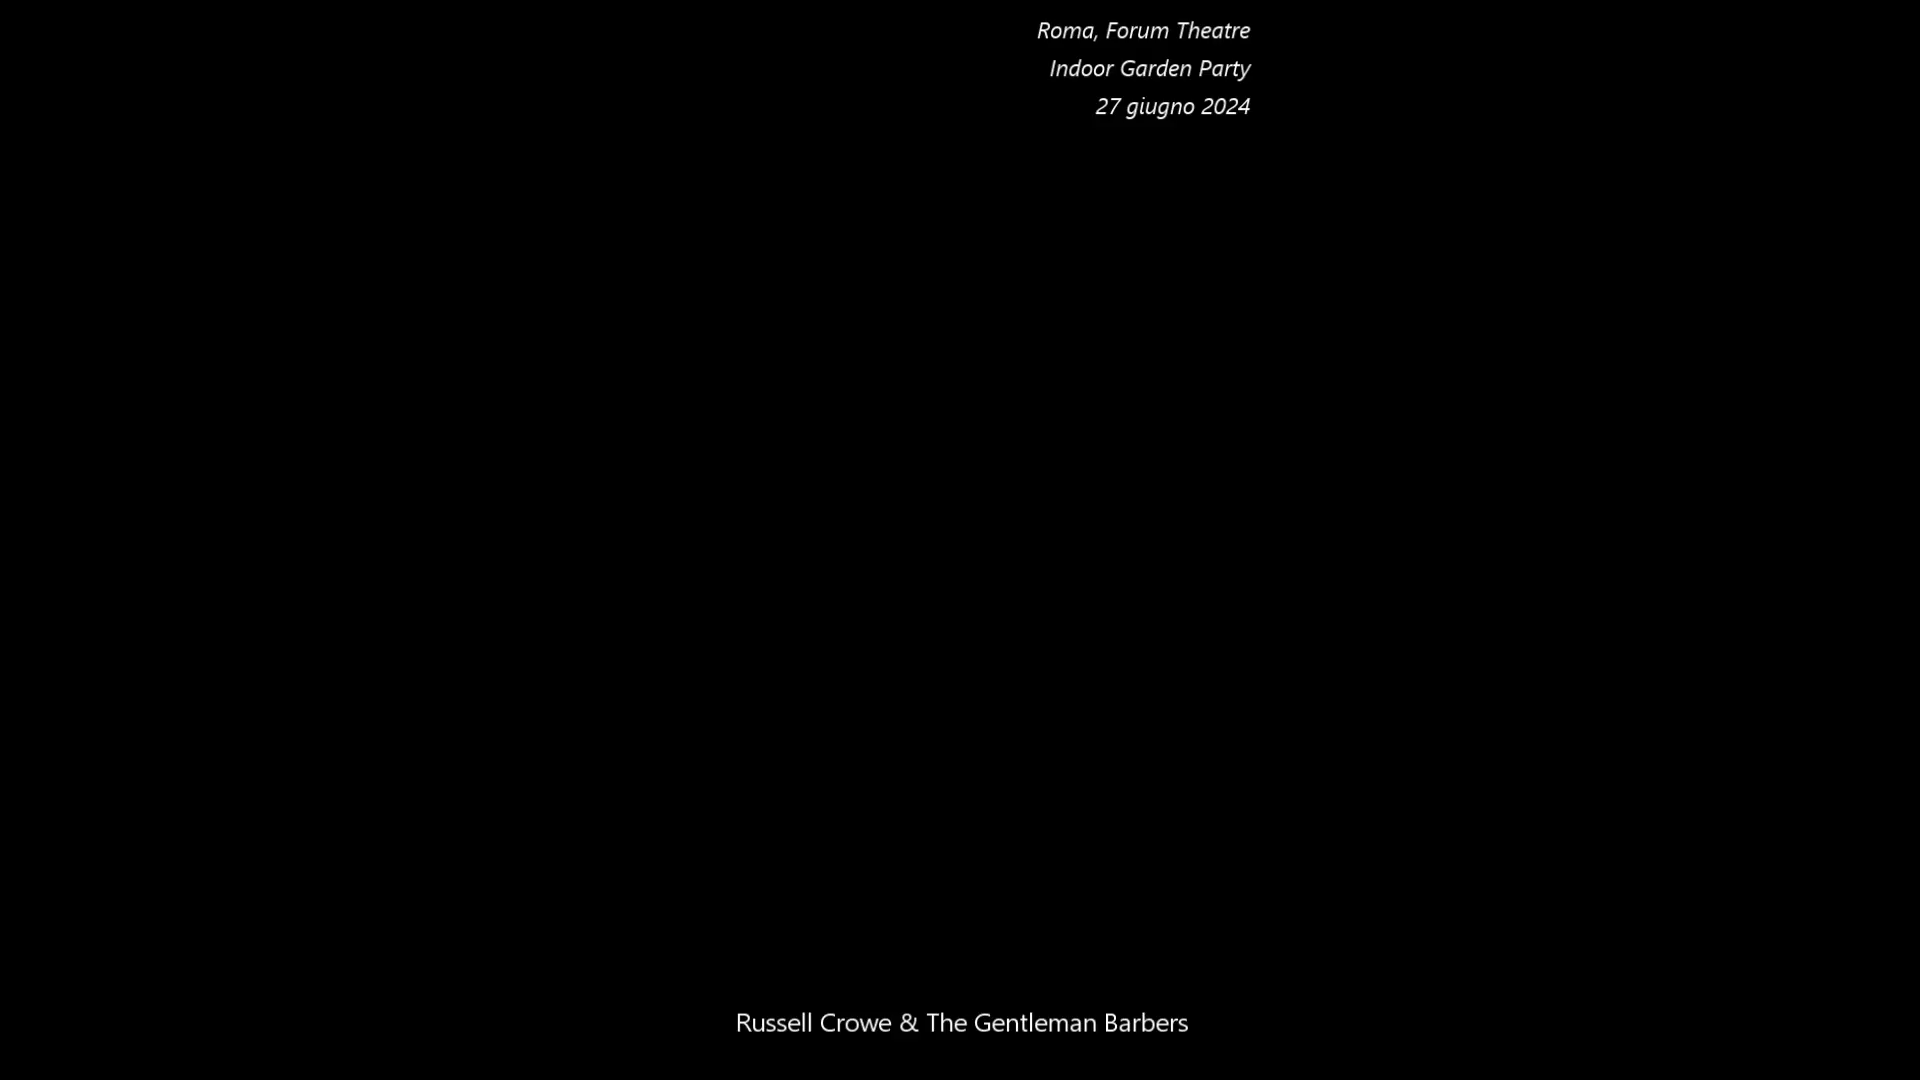 Roma, Forum Theatre
Indoor Garden Party
27 giugno 2024
Russell Crowe & The Gentleman Barbers